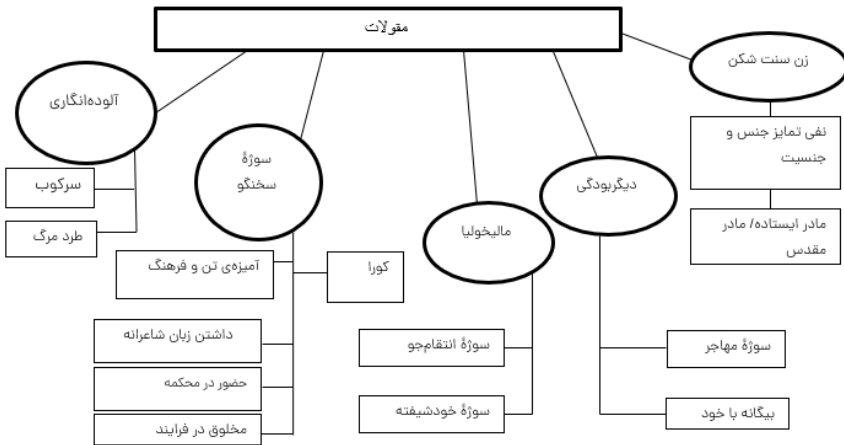 مقولات
زن سنت شکن
نفی تمایز جنس و
جنسیت
مادر ایستاده/ مادر
مقدس
دیگربودگی
سوژۀ مهاجر
بیگانه با خود
مالیخولیا
سوژۀ انتقام‌جو
سوژۀ خودشیفته
سوژۀ
سخنگو
کورا
آمیزه‌ی تن و فرهنگ
داشتن زبان شاعرانه
حضور در محکمه
مخلوق در فرایند
آلوده‌انگاری
سرکوب
طرد مرگ